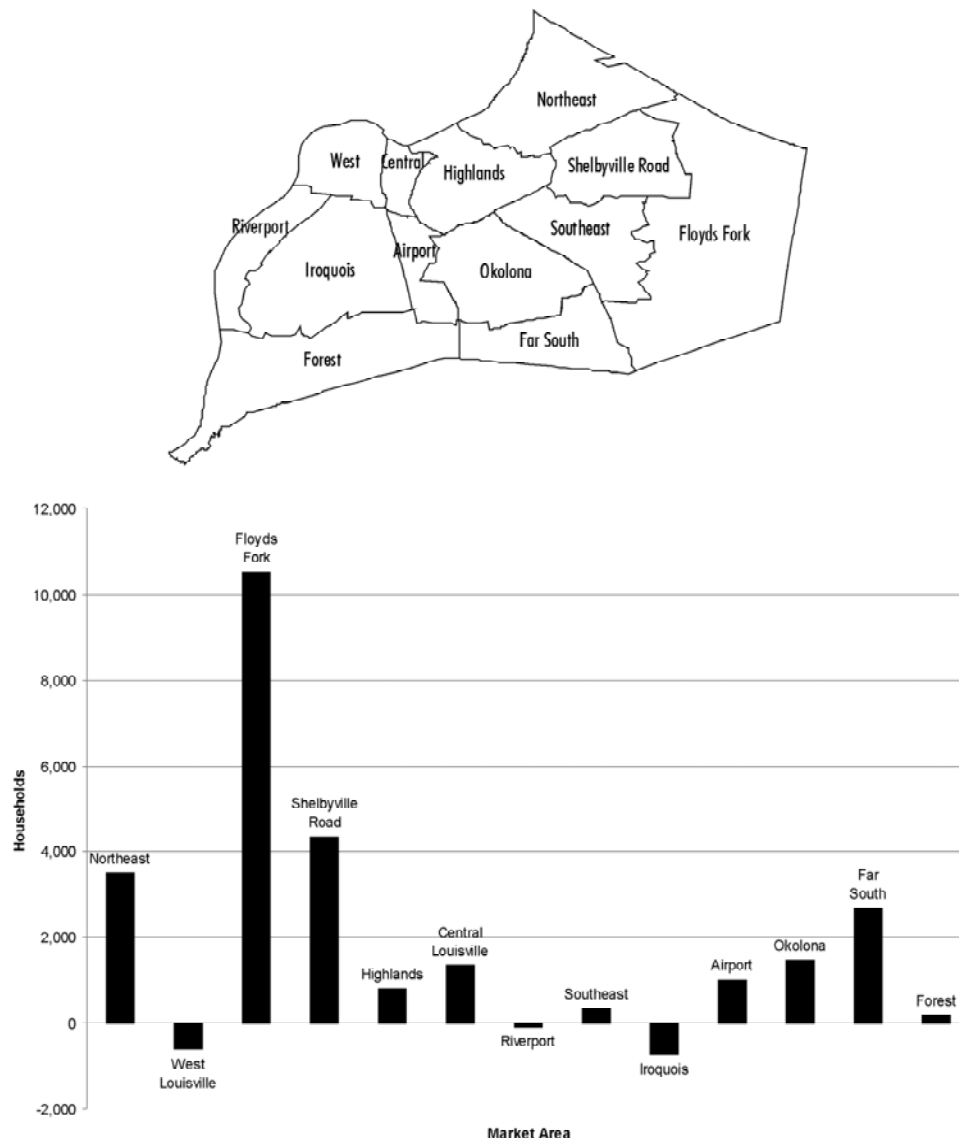 Northeast
West
Central
Highlands
Shelbyville Road
Riverport
Airport
Southeast
Floyds Fork
Iroquois
Okolona
Far South
Forest
12,000
10,000
8,000
6,000
4,000
2,000
0
-2,000
Households
Northeast
West
Louisville
Floyds
Fork
Shelbyville
Road
Highlands
Central
Louisville
Riverport
Southeast
Iroquois
Airport
Okolona
Far
South
Forest
Market Area